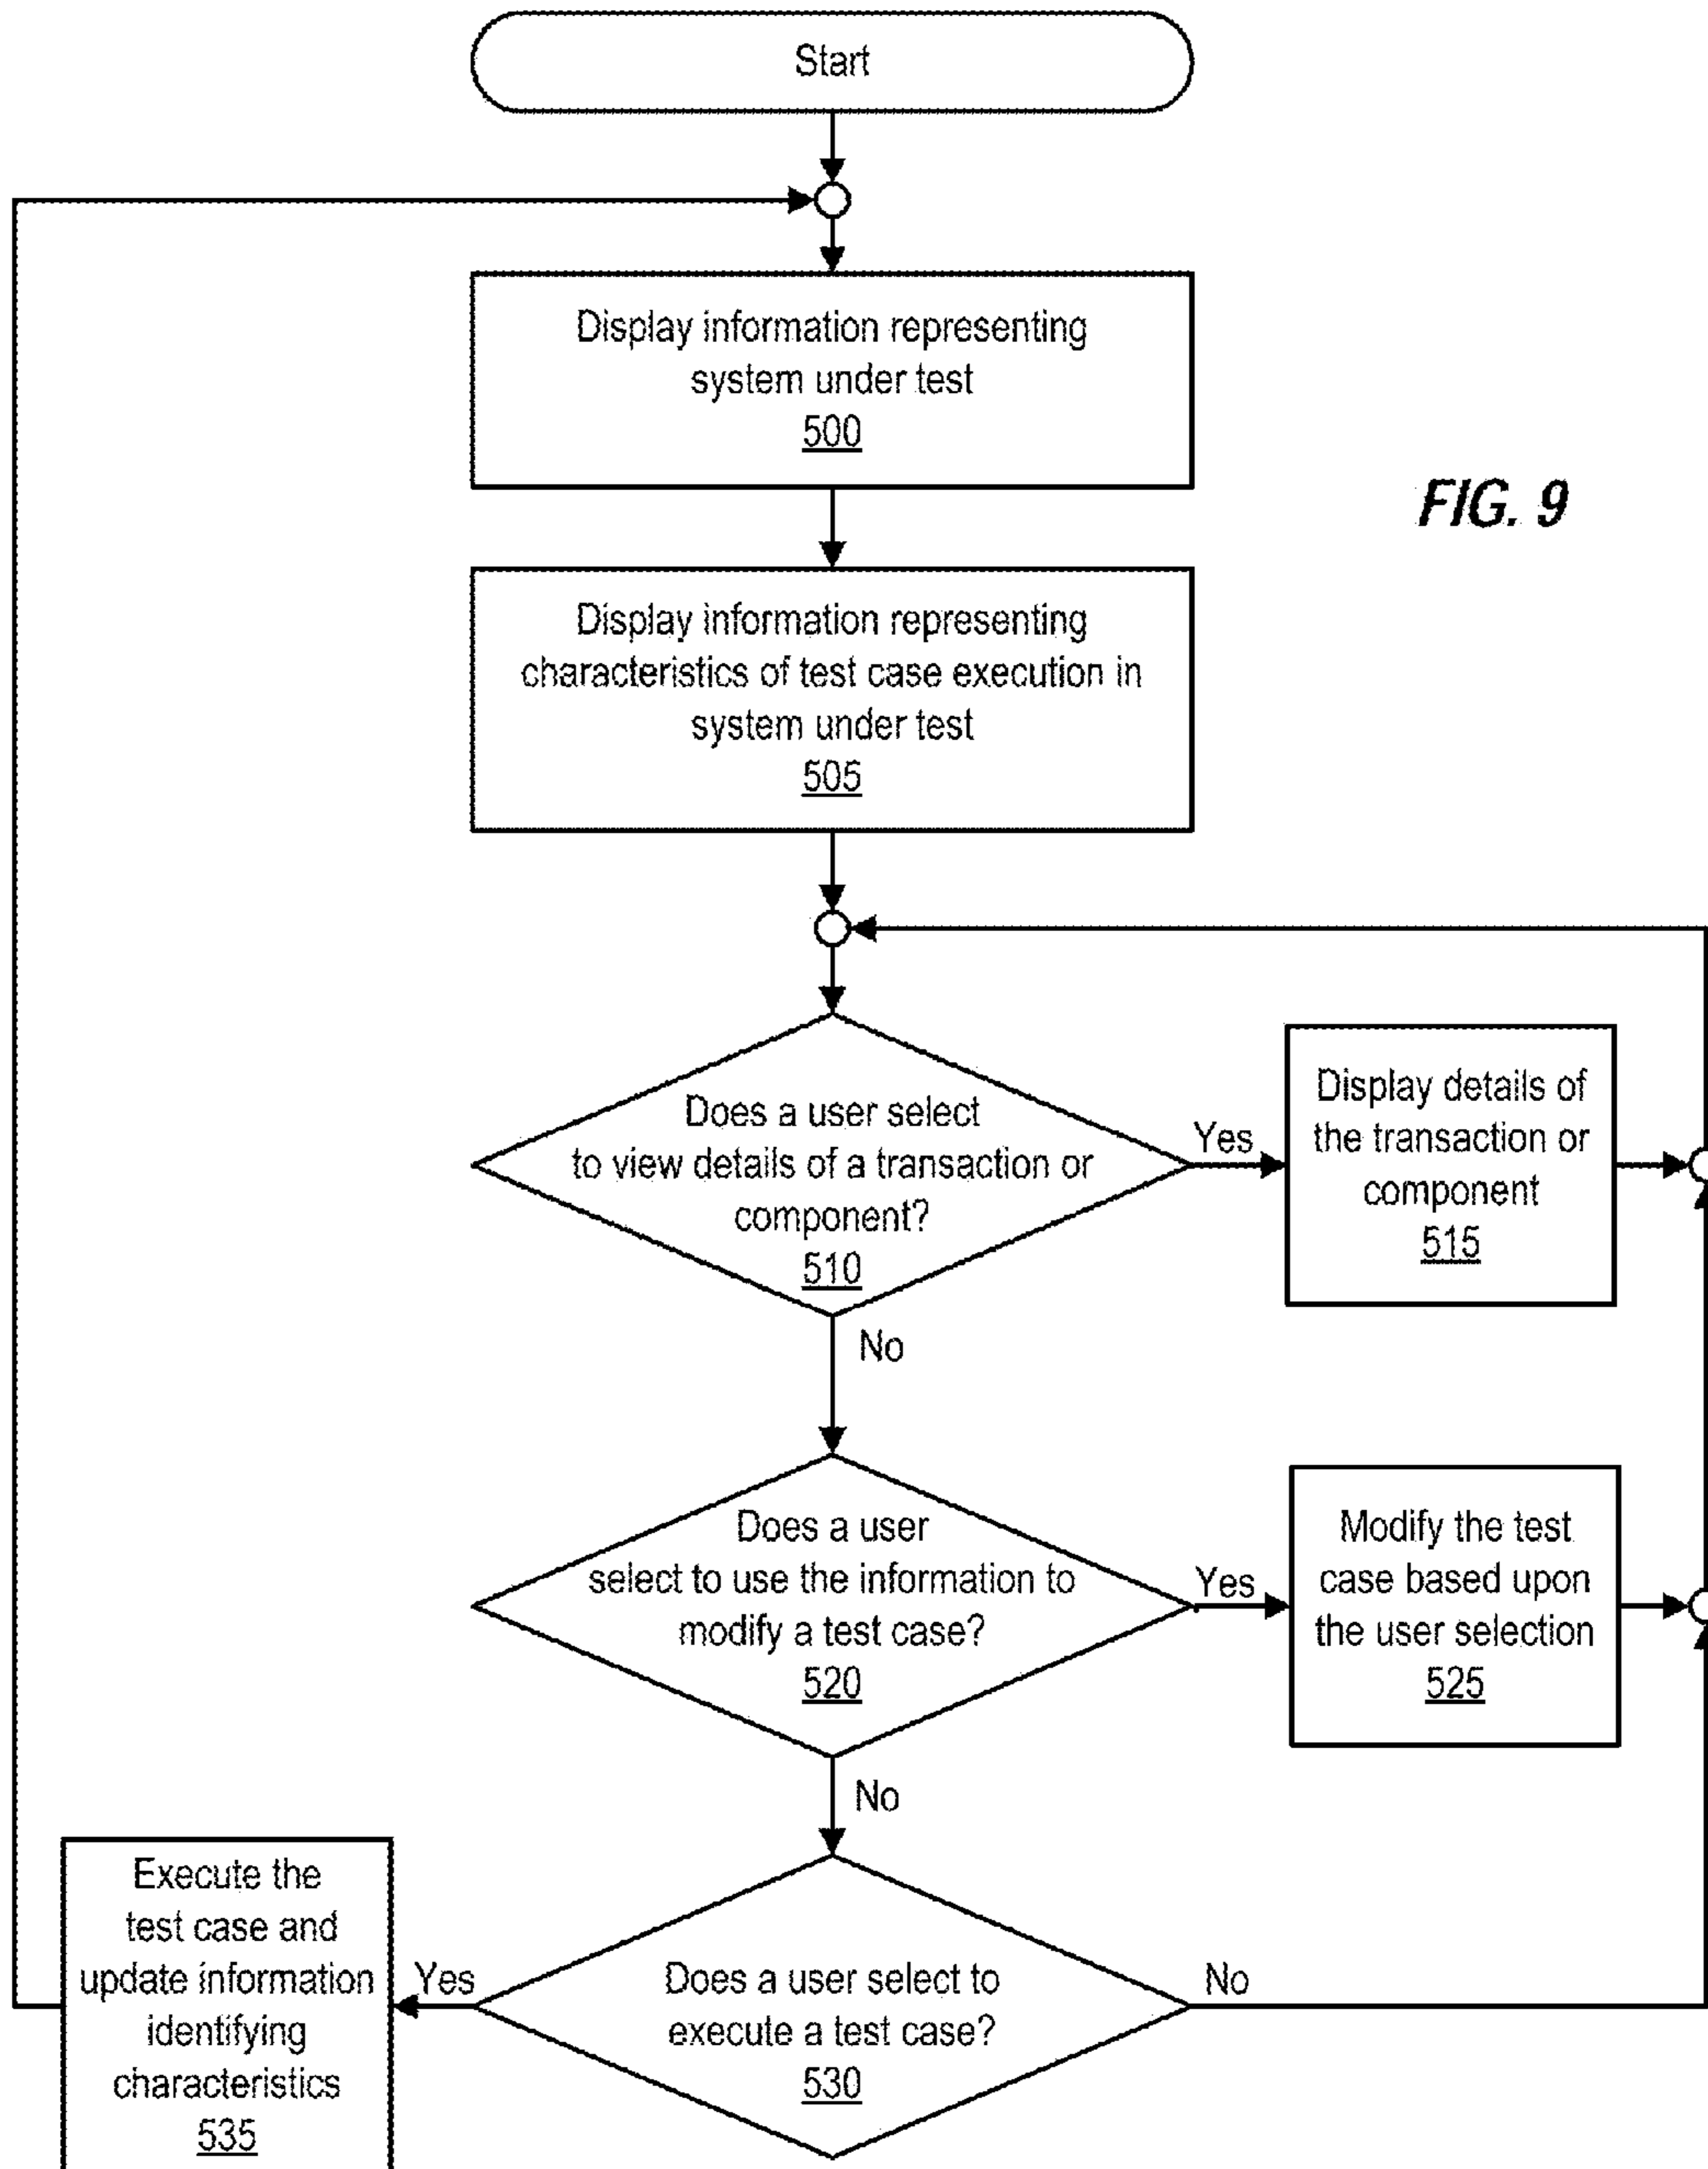 Start
Display information representing
system under test
500
FIG. 9
Display information representing
characteristics of test case execution in
system under test
505
Does a user select
to view details of a transaction or
component?
510
Yes
Display details of
the transaction or
component
515
No
Does a user
select to use the information to
modify a test case?
520
Yes
Modify the test
case based upon
the user selection
525
No
Execute the
test case and
update information
identifying
characteristics
535
Yes
Does a user select to
execute a test case?
530
No